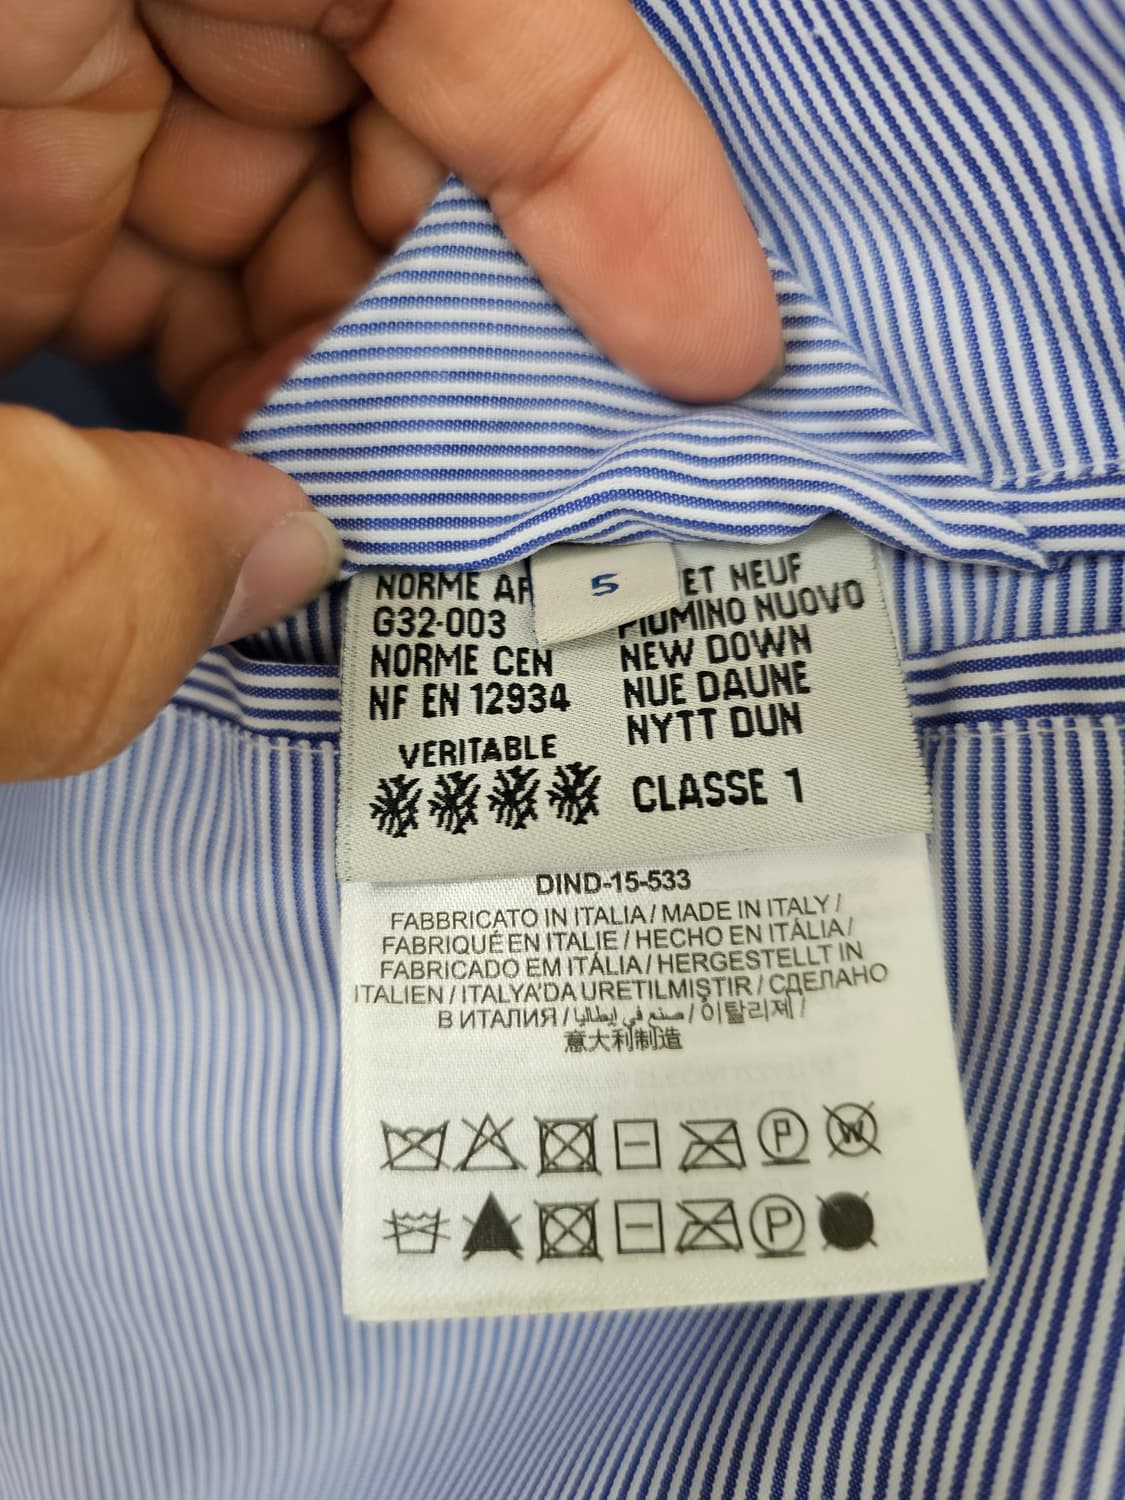 5
NORME AF
G32-003
NORME CEN
NF EN 12934
VERITABLE
ET NEUF
PIUMINO NUOVO
NEW DOWN
NUE DAUNE
NYTT DUN
CLASSE 1
DIND-15-533
FABBRICATO IN ITALIA / MADE IN ITALY /
FABRIQUÉ EN ITALIE / HECHO EN ITÁLIA /
FABRICADO EM ITÁLIA / HERGESTELLT IN
ITALIEN / ITALYA'DA URETILMIŞTIR / СДЕЛАНО
В ИТАЛИЯ / صنع في إيطاليا / 이탈리제 /
意大利制造
P W
P